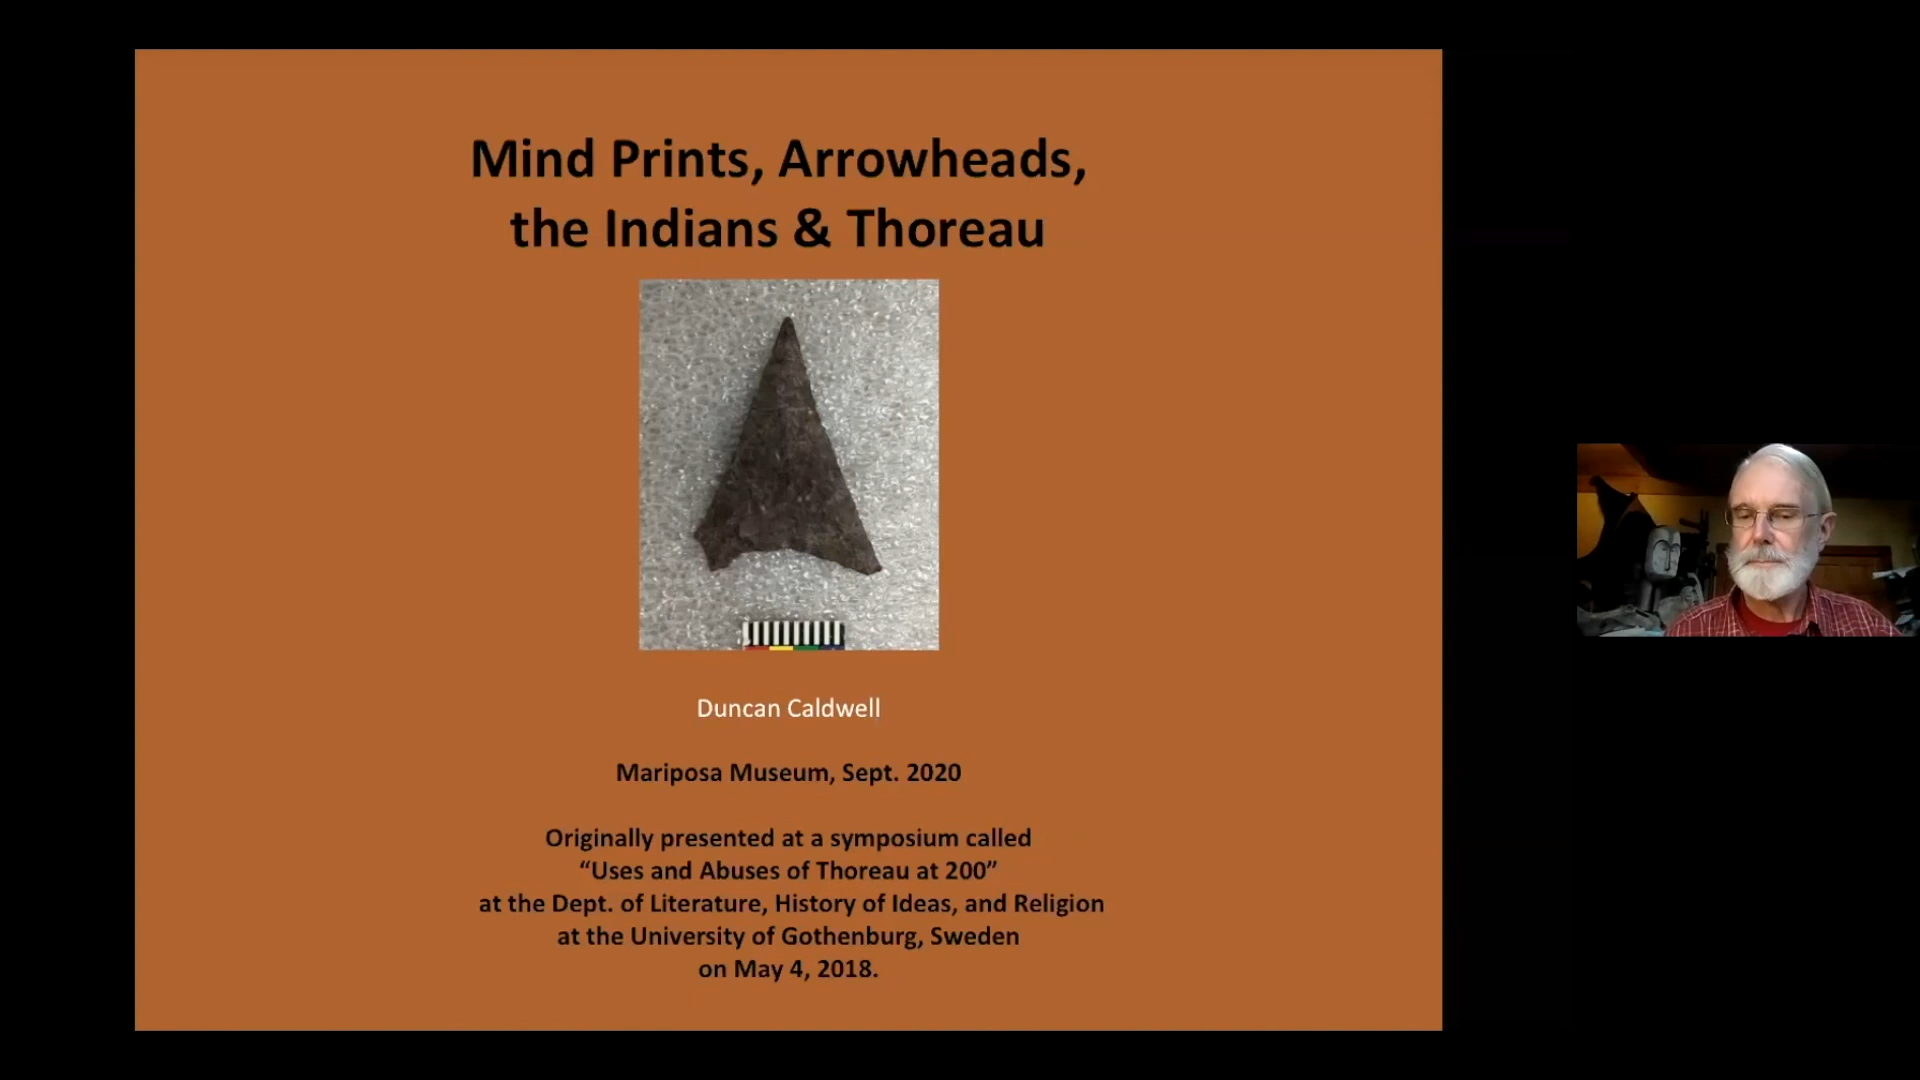 Mind Prints, Arrowheads,
the Indians & Thoreau
Duncan Caldwell
Mariposa Museum, Sept. 2020
Originally presented at a symposium called
“Uses and Abuses of Thoreau at 200”
at the Dept. of Literature, History of Ideas, and Religion
at the University of Gothenburg, Sweden
on May 4, 2018.